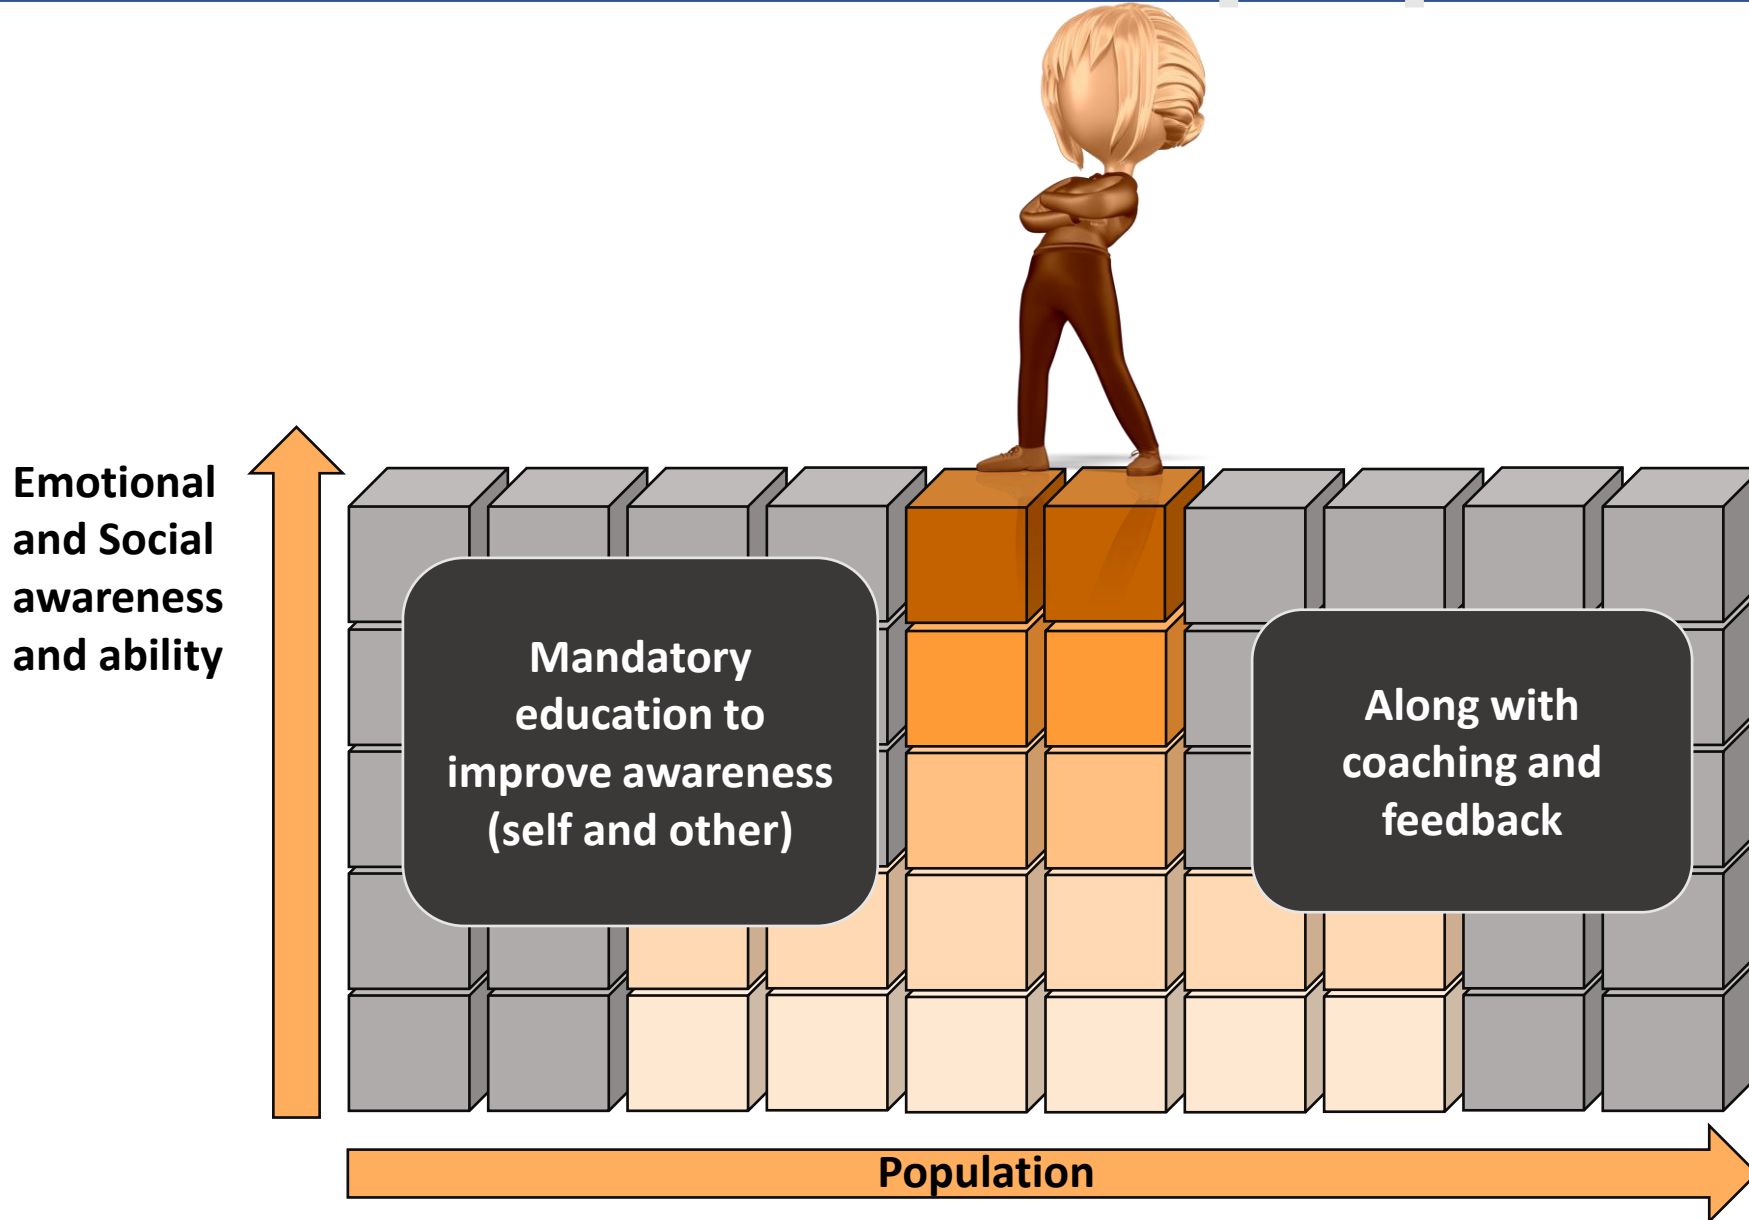 Emotional
and Social
awareness
and ability
Mandatory
education to
improve awareness
(self and other)
Along with
coaching and
feedback
Population